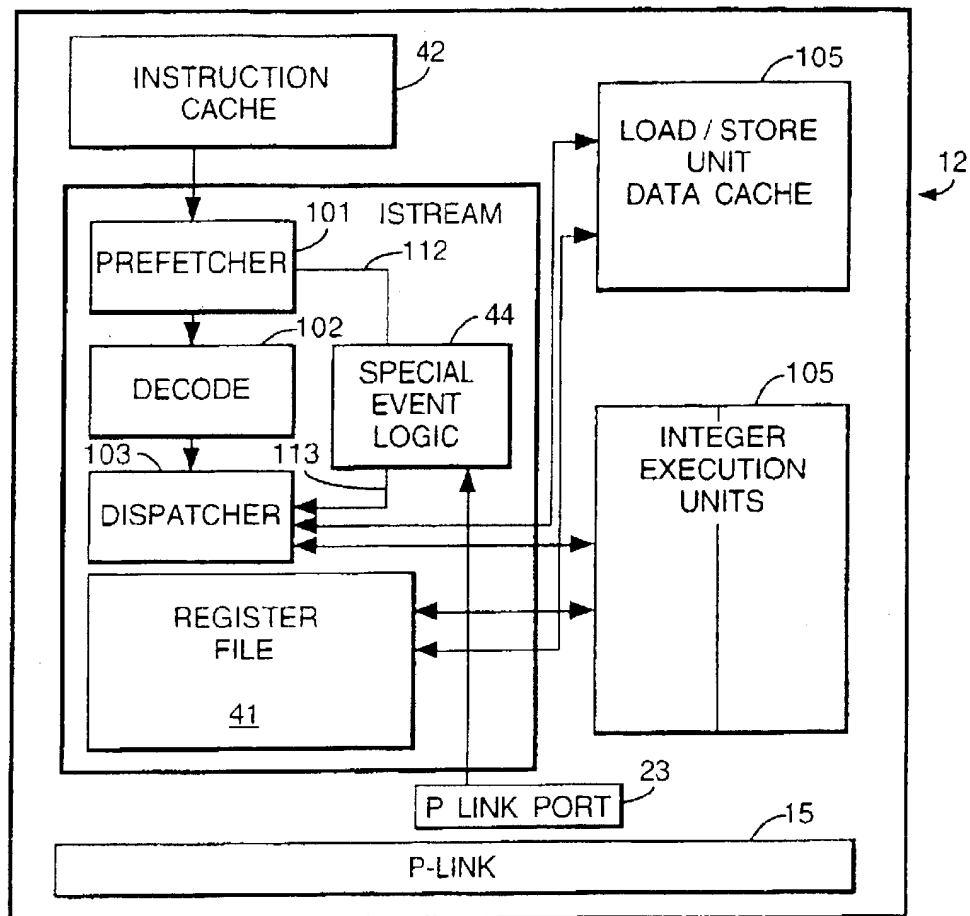 INSTRUCTION
CACHE
42
105
LOAD / STORE
UNIT
DATA CACHE
12
ISTREAM
101
PREFETCHER
112
102
DECODE
44
SPECIAL
EVENT
LOGIC
103
113
DISPATCHER
105
INTEGER
EXECUTION
UNITS
REGISTER
FILE
41
23
P LINK PORT
15
P-LINK